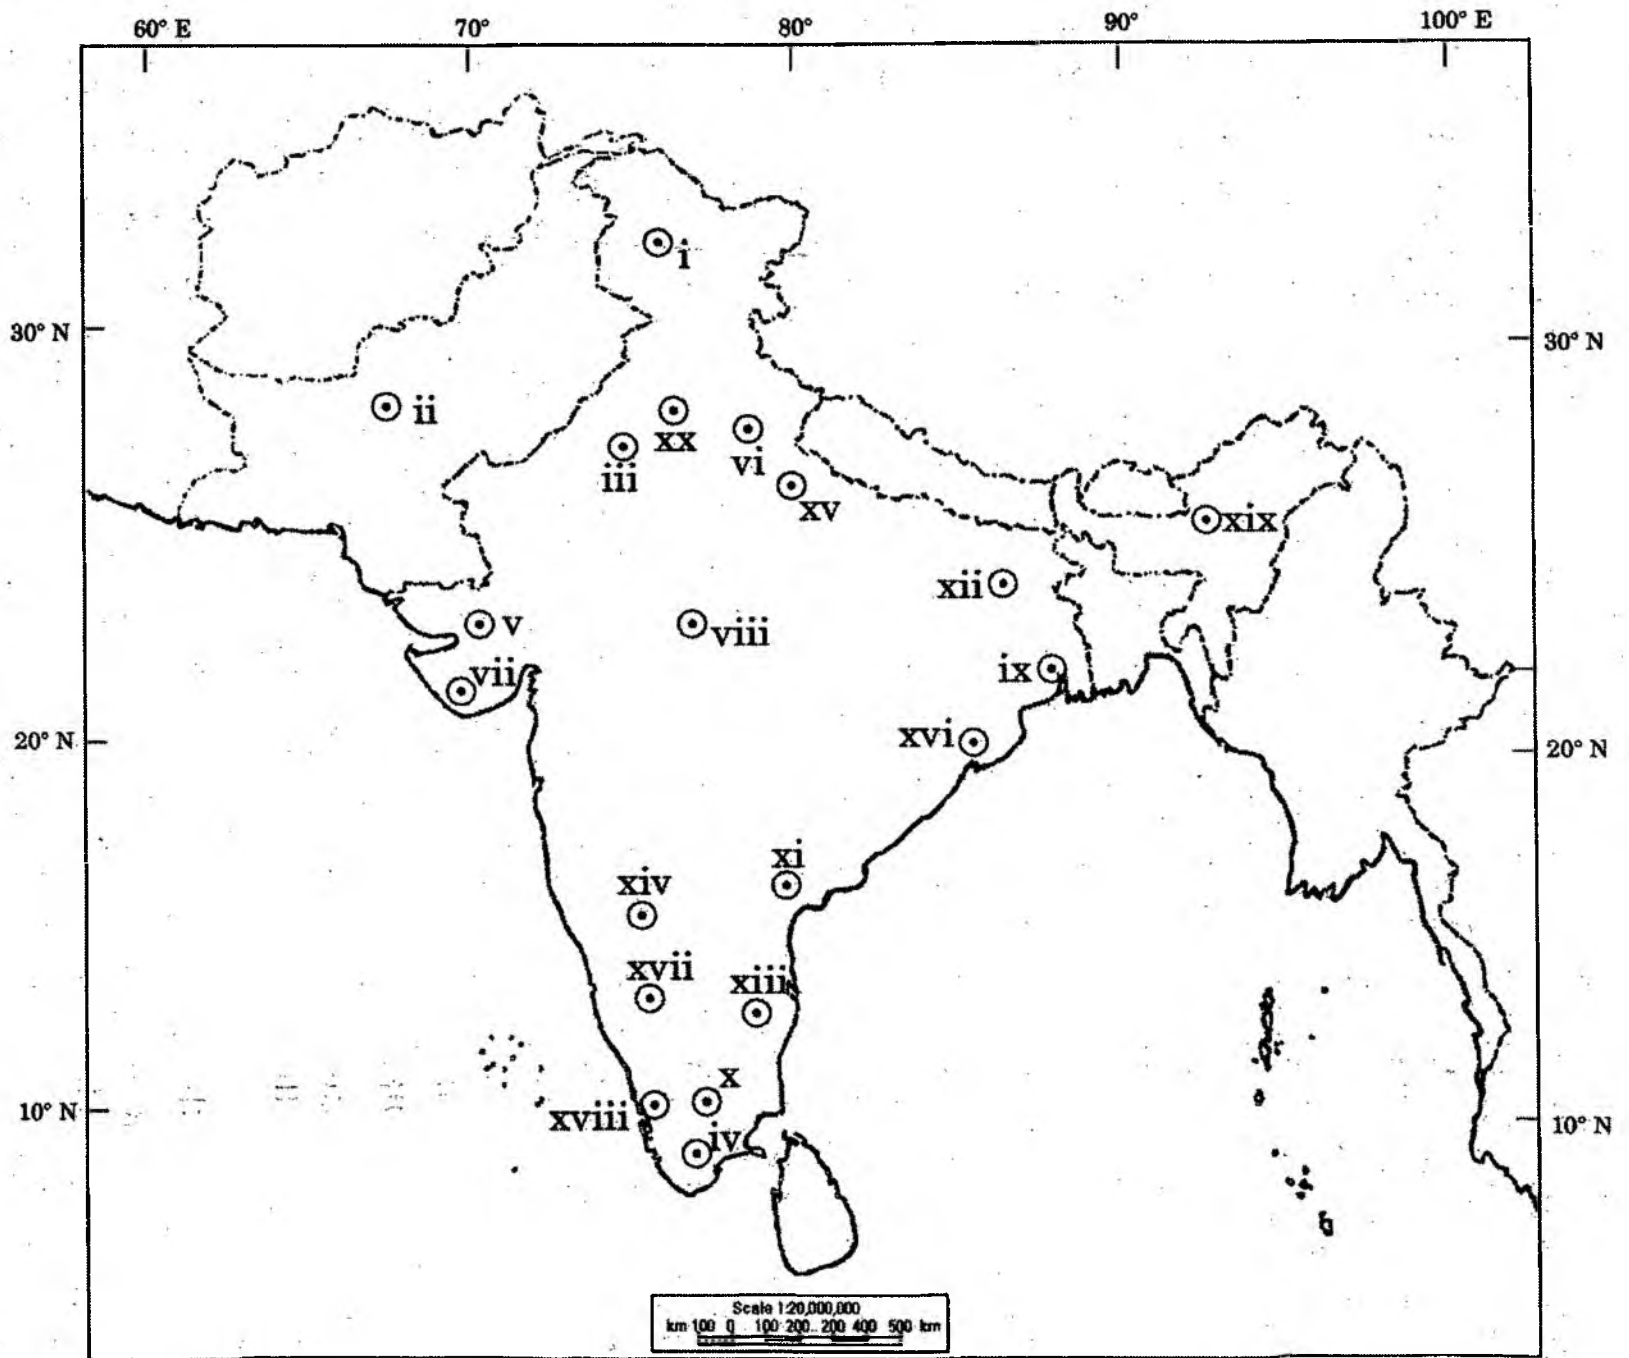 60° E 70° 80° 90° 100° E
i
30° N 30° N
ii
xx
iii vi
xv
xix
xii
v viii
vii ix
20° N xvi 20° N
xi
xiv
xvii
xiii
x
10° N xviii 10° N
iv
Scale 1:20,000,000
km 100 0 100 200 200 400 500 km